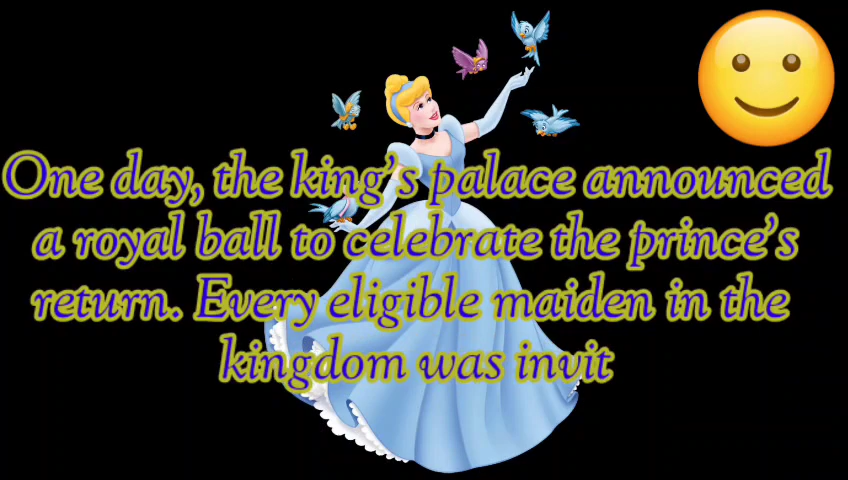 One day, the king’s palace announced
a royal ball to celebrate the prince’s
return. Every eligible maiden in the
kingdom was invit